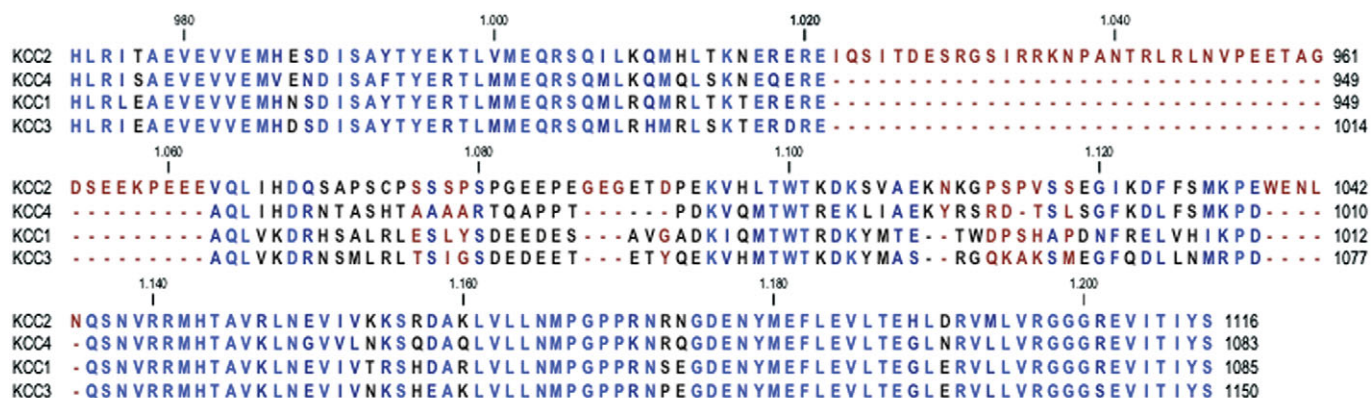 980 1.000 1.020 1.040
KCC2 HLRITAEVEVVEMHESDISAYTYEKTLVMEQRSQILKQMHLTKNEREREIQSITDESRGSIRRKNPANTRLRLNVPEETAG 961
KCC4 HLRISAEVEVVEMVENDISAFTYERTLMMEQRSQMLKQMQLSKNEQERE-------------------------------- 949
KCC1 HLRLEAEVEVVEMHNSDISAYTYERTLMMEQRSQMLRQMRLTKTERERE-------------------------------- 949
KCC3 HLRIEAEVEVVEMHDSDISAYTYERTLMMEQRSQMLRHMRLSKTERDRE-------------------------------- 1014
1.060 1.080 1.100 1.120
KCC2 DSEEKPEEEVQLIHDQSAPSCPSSSPSPGEEPEGEGETDPEKVHLTWTKDKSVAEKNKGPSPVSSEGIKDFFSMKPEWENL 1042
KCC4 ---------AQLIHDRNTASHTAAAARTQAPPT------PDKVQMTWTREKLIAEKYRSRD-TSLSGFKDLFSMKPD---- 1010
KCC1 ---------AQLVKDRHSALRLESLYSDEEDES---AVGADKIQMTWTRDKYMTE--TWDPSHAPDNFRELVHIKPD---- 1012
KCC3 ---------AQLVKDRNSMLRLTSIGSDEDEET---ETYQEKVHMTWTKDKYMAS--RGQKAKSMEGFQDLLNMRPD---- 1077
1.140 1.160 1.180 1.200
KCC2 NQSNVRRMHTAVRLNEVIVKKSRDAKLVLLNMPGPPRNRNGDENYMEFLEVLTEHLDRVMLVRGGGREVITIYS 1116
KCC4 -QSNVRRMHTAVKLNGVVLNKSQDAQLVLLNMPGPPKNRQGDENYMEFLEVLTEGLNRVLLVRGGGREVITIYS 1083
KCC1 -QSNVRRMHTAVKLNEVIVTRSHDARLVLLNMPGPPRNSEGDENYMEFLEVLTEGLERVLLVRGGGREVITIYS 1085
KCC3 -QSNVRRMHTAVKLNEVIVNKSHEAKLVLLNMPGPPRNPEGDENYMEFLEVLTEGLERVLLVRGGGSEVITIYS 1150